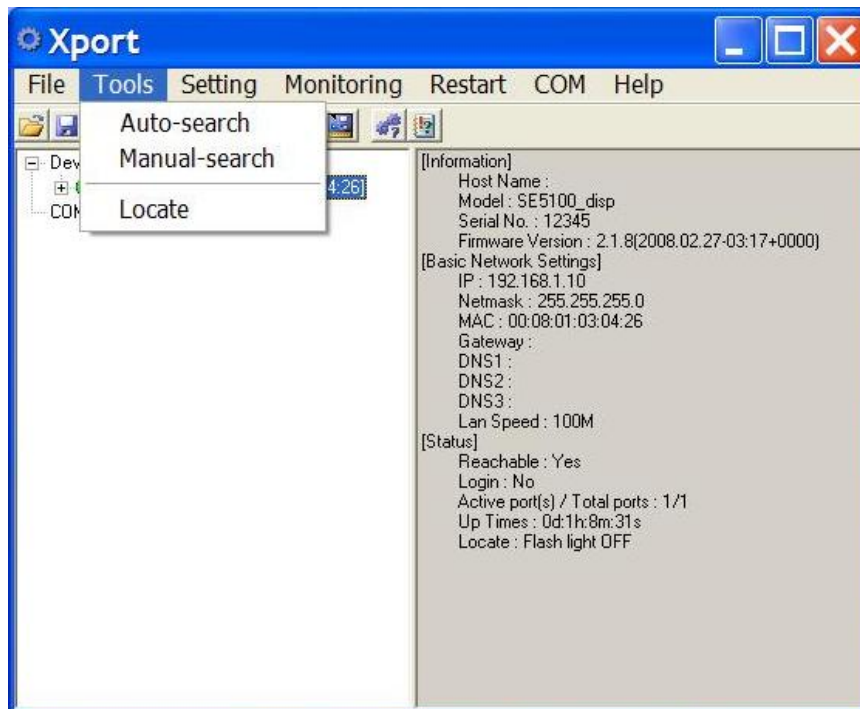 Xport
File Tools Setting Monitoring Restart COM Help
Auto-search
Manual-search
Locate
4:26]
[Information]
Host Name :
Model : SE5100_disp
Serial No. : 12345
Firmware Version : 2.1.8(2008.02.27-03:17+0000)
[Basic Network Settings]
IP : 192.168.1.10
Netmask : 255.255.255.0
MAC : 00:08:01:03:04:26
Gateway :
DNS1 :
DNS2 :
DNS3 :
Lan Speed : 100M
[Status]
Reachable : Yes
Login : No
Active port(s) / Total ports : 1/1
Up Times : 0d:1h:8m:31s
Locate : Flash light OFF